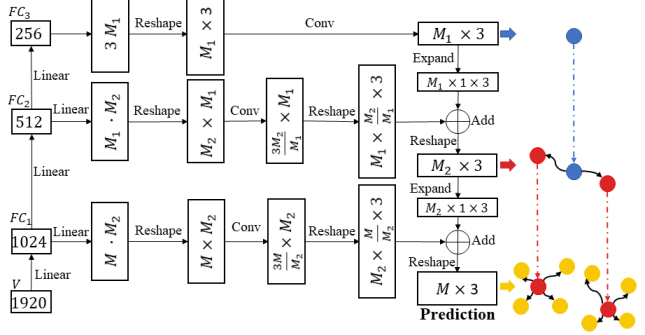 FC₃
256
3 M₁
Reshape
M₁ × 3
Conv
M₁ × 3
Expand
M₁ × 1 × 3
Linear
FC₂
512
Linear
M₁ · M₂
Reshape
M₂ × M₁
Conv
3M₂/M₁ × M₁
Reshape
M₁ × M₂/M₁ × 3
Add
Reshape
M₂ × 3
Linear
Expand
M₂ × 1 × 3
FC₁
1024
Linear
M · M₂
Reshape
M × M₂
Conv
3M/M₂ × M₂
Reshape
M₂ × M/M₂ × 3
Add
Reshape
Linear
V
1920
M × 3
Prediction